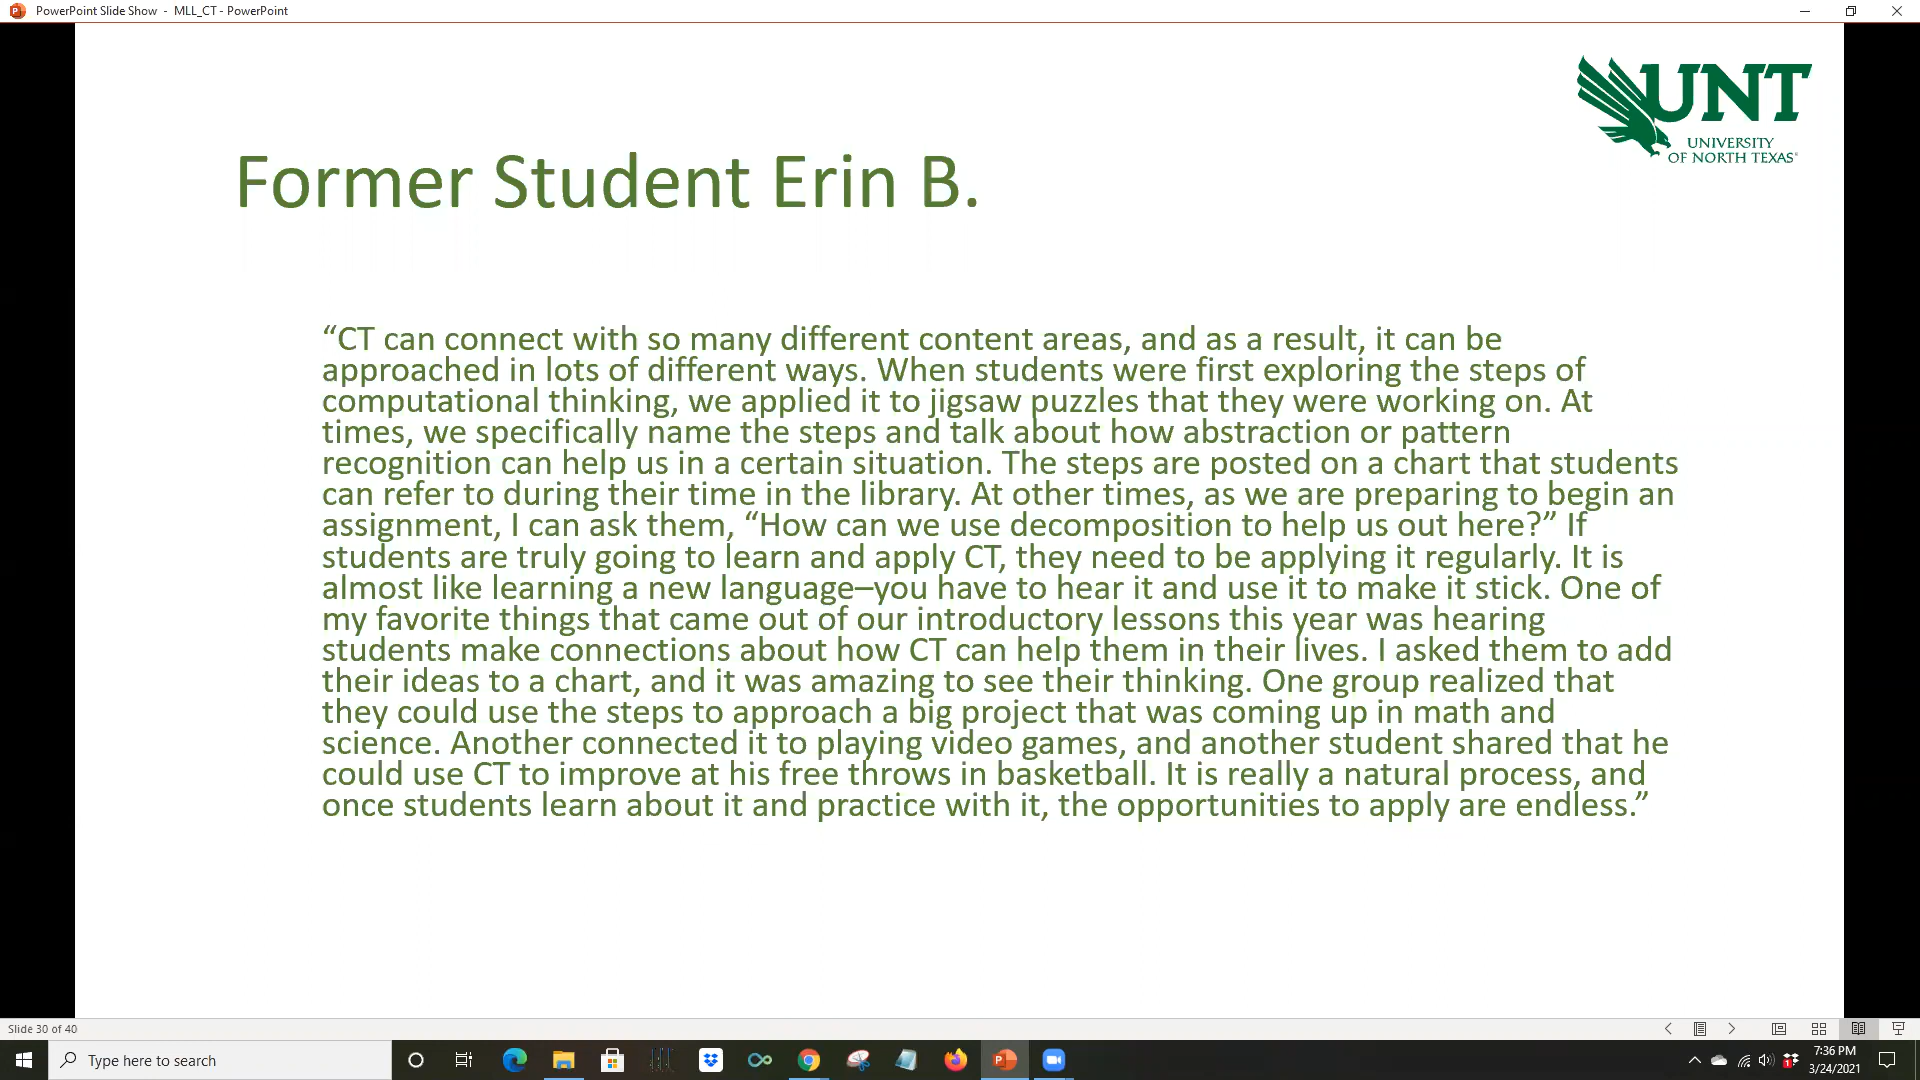 PowerPoint Slide Show - MLL_CT - PowerPoint
UNT
UNIVERSITY
OF NORTH TEXAS®
Former Student Erin B.
“CT can connect with so many different content areas, and as a result, it can be
approached in lots of different ways. When students were first exploring the steps of
computational thinking, we applied it to jigsaw puzzles that they were working on. At
times, we specifically name the steps and talk about how abstraction or pattern
recognition can help us in a certain situation. The steps are posted on a chart that students
can refer to during their time in the library. At other times, as we are preparing to begin an
assignment, I can ask them, “How can we use decomposition to help us out here?” If
students are truly going to learn and apply CT, they need to be applying it regularly. It is
almost like learning a new language–you have to hear it and use it to make it stick. One of
my favorite things that came out of our introductory lessons this year was hearing
students make connections about how CT can help them in their lives. I asked them to add
their ideas to a chart, and it was amazing to see their thinking. One group realized that
they could use the steps to approach a big project that was coming up in math and
science. Another connected it to playing video games, and another student shared that he
could use CT to improve at his free throws in basketball. It is really a natural process, and
once students learn about it and practice with it, the opportunities to apply are endless.”
Slide 30 of 40
Type here to search
7:36 PM
3/24/2021